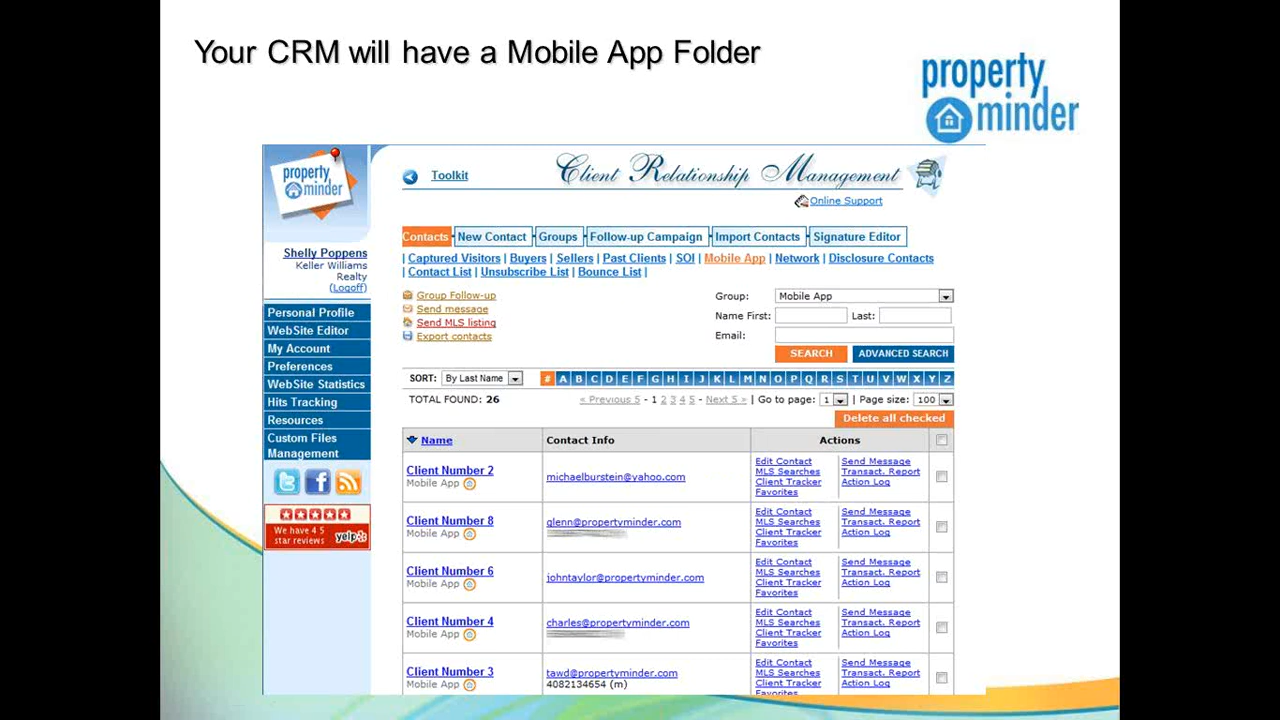 Your CRM will have a Mobile App Folder
property
minder
property
minder
Toolkit
Client Relationship Management
Online Support
Shelly Poppens
Keller Williams
Realty
(Logoff)
Contacts New Contact Groups Follow-up Campaign Import Contacts Signature Editor
| Captured Visitors | Buyers | Sellers | Past Clients | SOI | Mobile App | Network | Disclosure Contacts
| Contact List | Unsubscribe List | Bounce List |
Personal Profile
WebSite Editor
My Account
Preferences
WebSite Statistics
Hits Tracking
Resources
Custom Files
Management
We have 4 5
star reviews yelp
Group Follow-up
Send message
Send MLS listing
Export contacts
Group: Mobile App
Name First: Last:
Email:
SEARCH ADVANCED SEARCH
SORT: By Last Name # A B C D E F G H I J K L M N O P Q R S T U V W X Y Z
TOTAL FOUND: 26 « Previous 5 - 1 2 3 4 5 - Next 5 » | Go to page: 1 | Page size: 100
Delete all checked
Name Contact Info Actions
Client Number 2
Mobile App
michaelburstein@yahoo.com
Edit Contact Send Message
MLS Searches Transact. Report
Client Tracker Action Log
Favorites
Client Number 8
Mobile App
glenn@propertyminder.com
Edit Contact Send Message
MLS Searches Transact. Report
Client Tracker Action Log
Favorites
Client Number 6
Mobile App
johntaylor@propertyminder.com
Edit Contact Send Message
MLS Searches Transact. Report
Client Tracker Action Log
Favorites
Client Number 4
Mobile App
charles@propertyminder.com
Edit Contact Send Message
MLS Searches Transact. Report
Client Tracker Action Log
Favorites
Client Number 3
Mobile App
tawd@propertyminder.com
4082134654 (m)
Edit Contact Send Message
MLS Searches Transact. Report
Client Tracker Action Log
Favorites